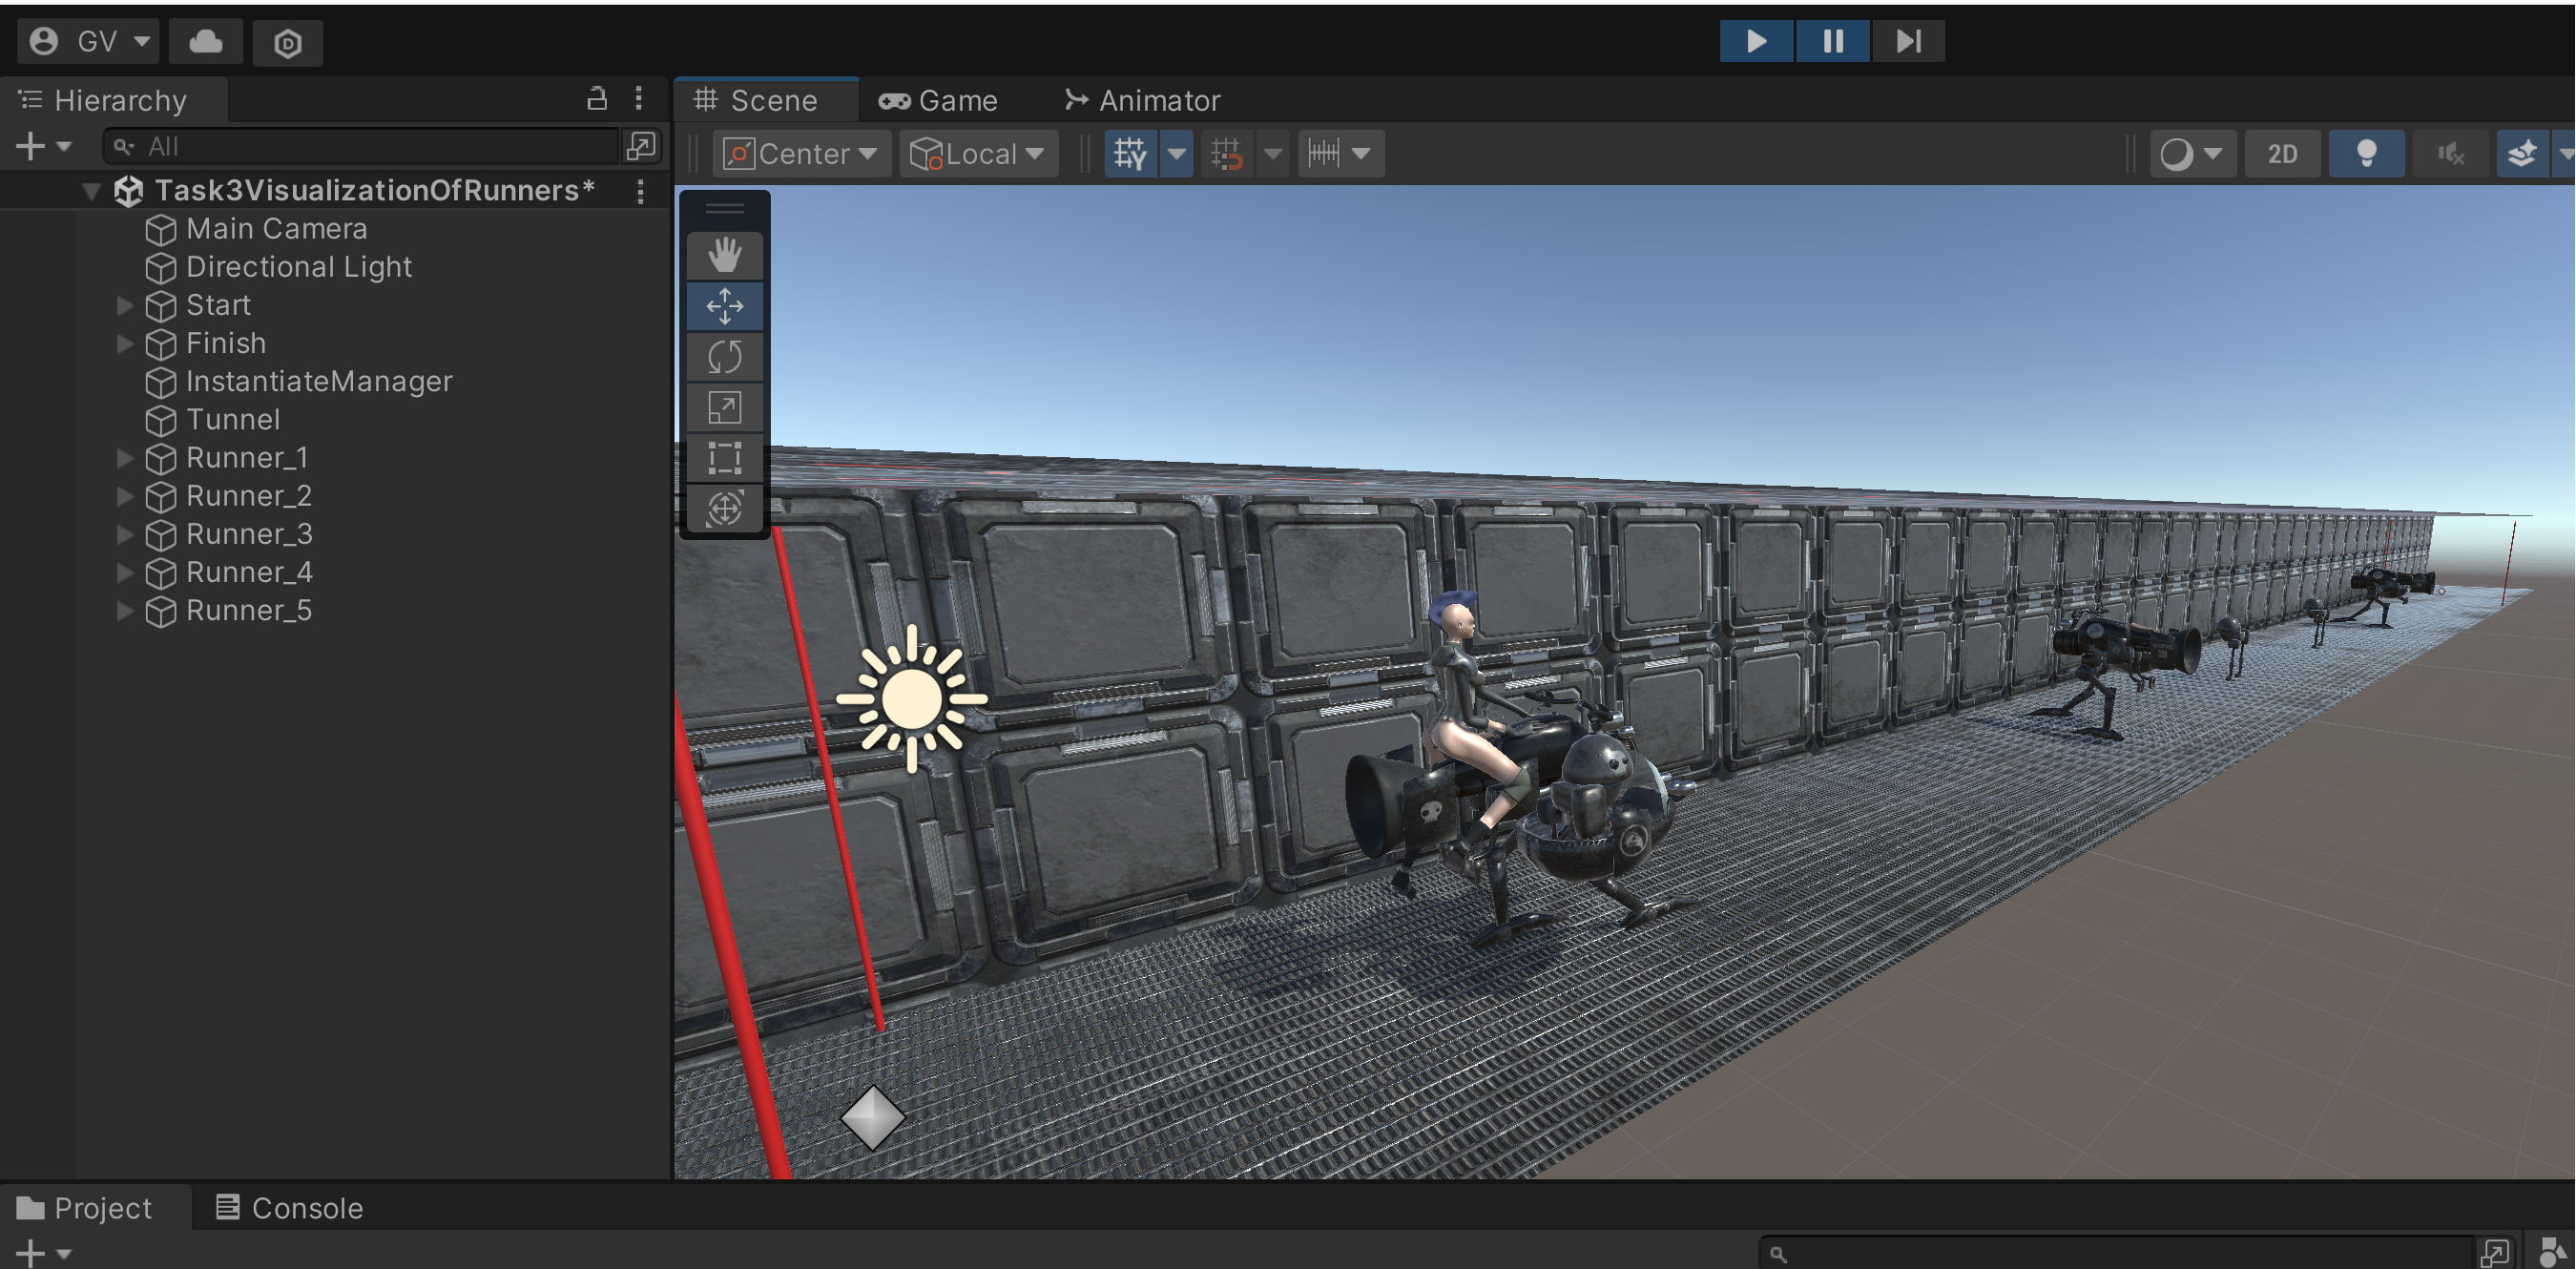 GV
Hierarchy
Scene
Game
Animator
All
Center
Local
2D
Task3VisualizationOfRunners*
Main Camera
Directional Light
Start
Finish
InstantiateManager
Tunnel
Runner_1
Runner_2
Runner_3
Runner_4
Runner_5
Project
Console